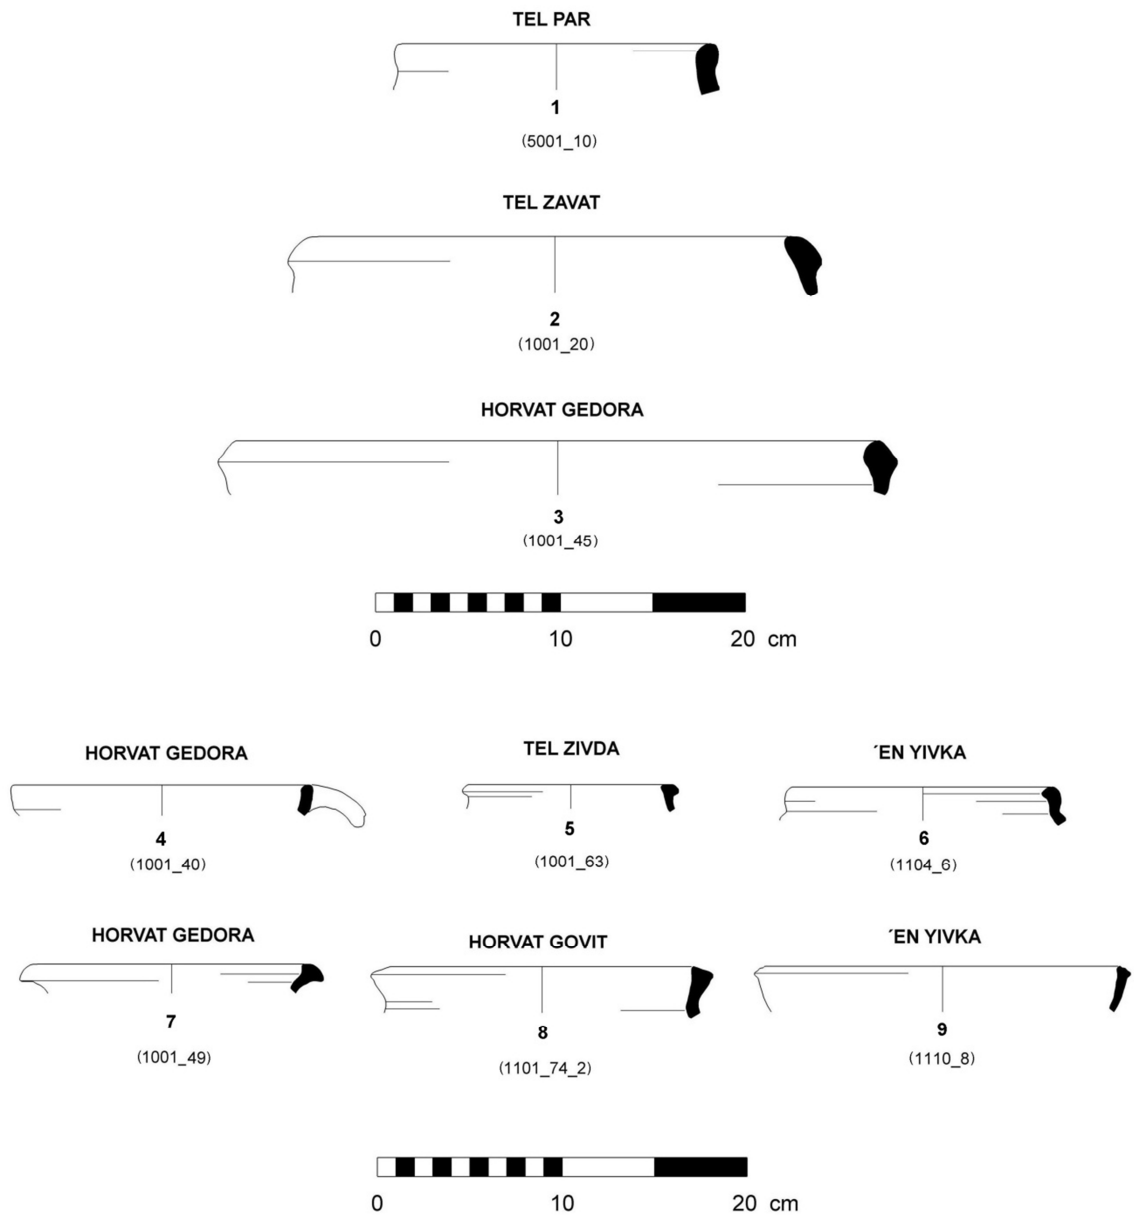 TEL PAR
1
(5001_10)
TEL ZAVAT
2
(1001_20)
HORVAT GEDORA
3
(1001_45)
0 10 20 cm
HORVAT GEDORA
4
(1001_40)
TEL ZIVDA
5
(1001_63)
´EN YIVKA
6
(1104_6)
HORVAT GEDORA
7
(1001_49)
HORVAT GOVIT
8
(1101_74_2)
´EN YIVKA
9
(1110_8)
0 10 20 cm